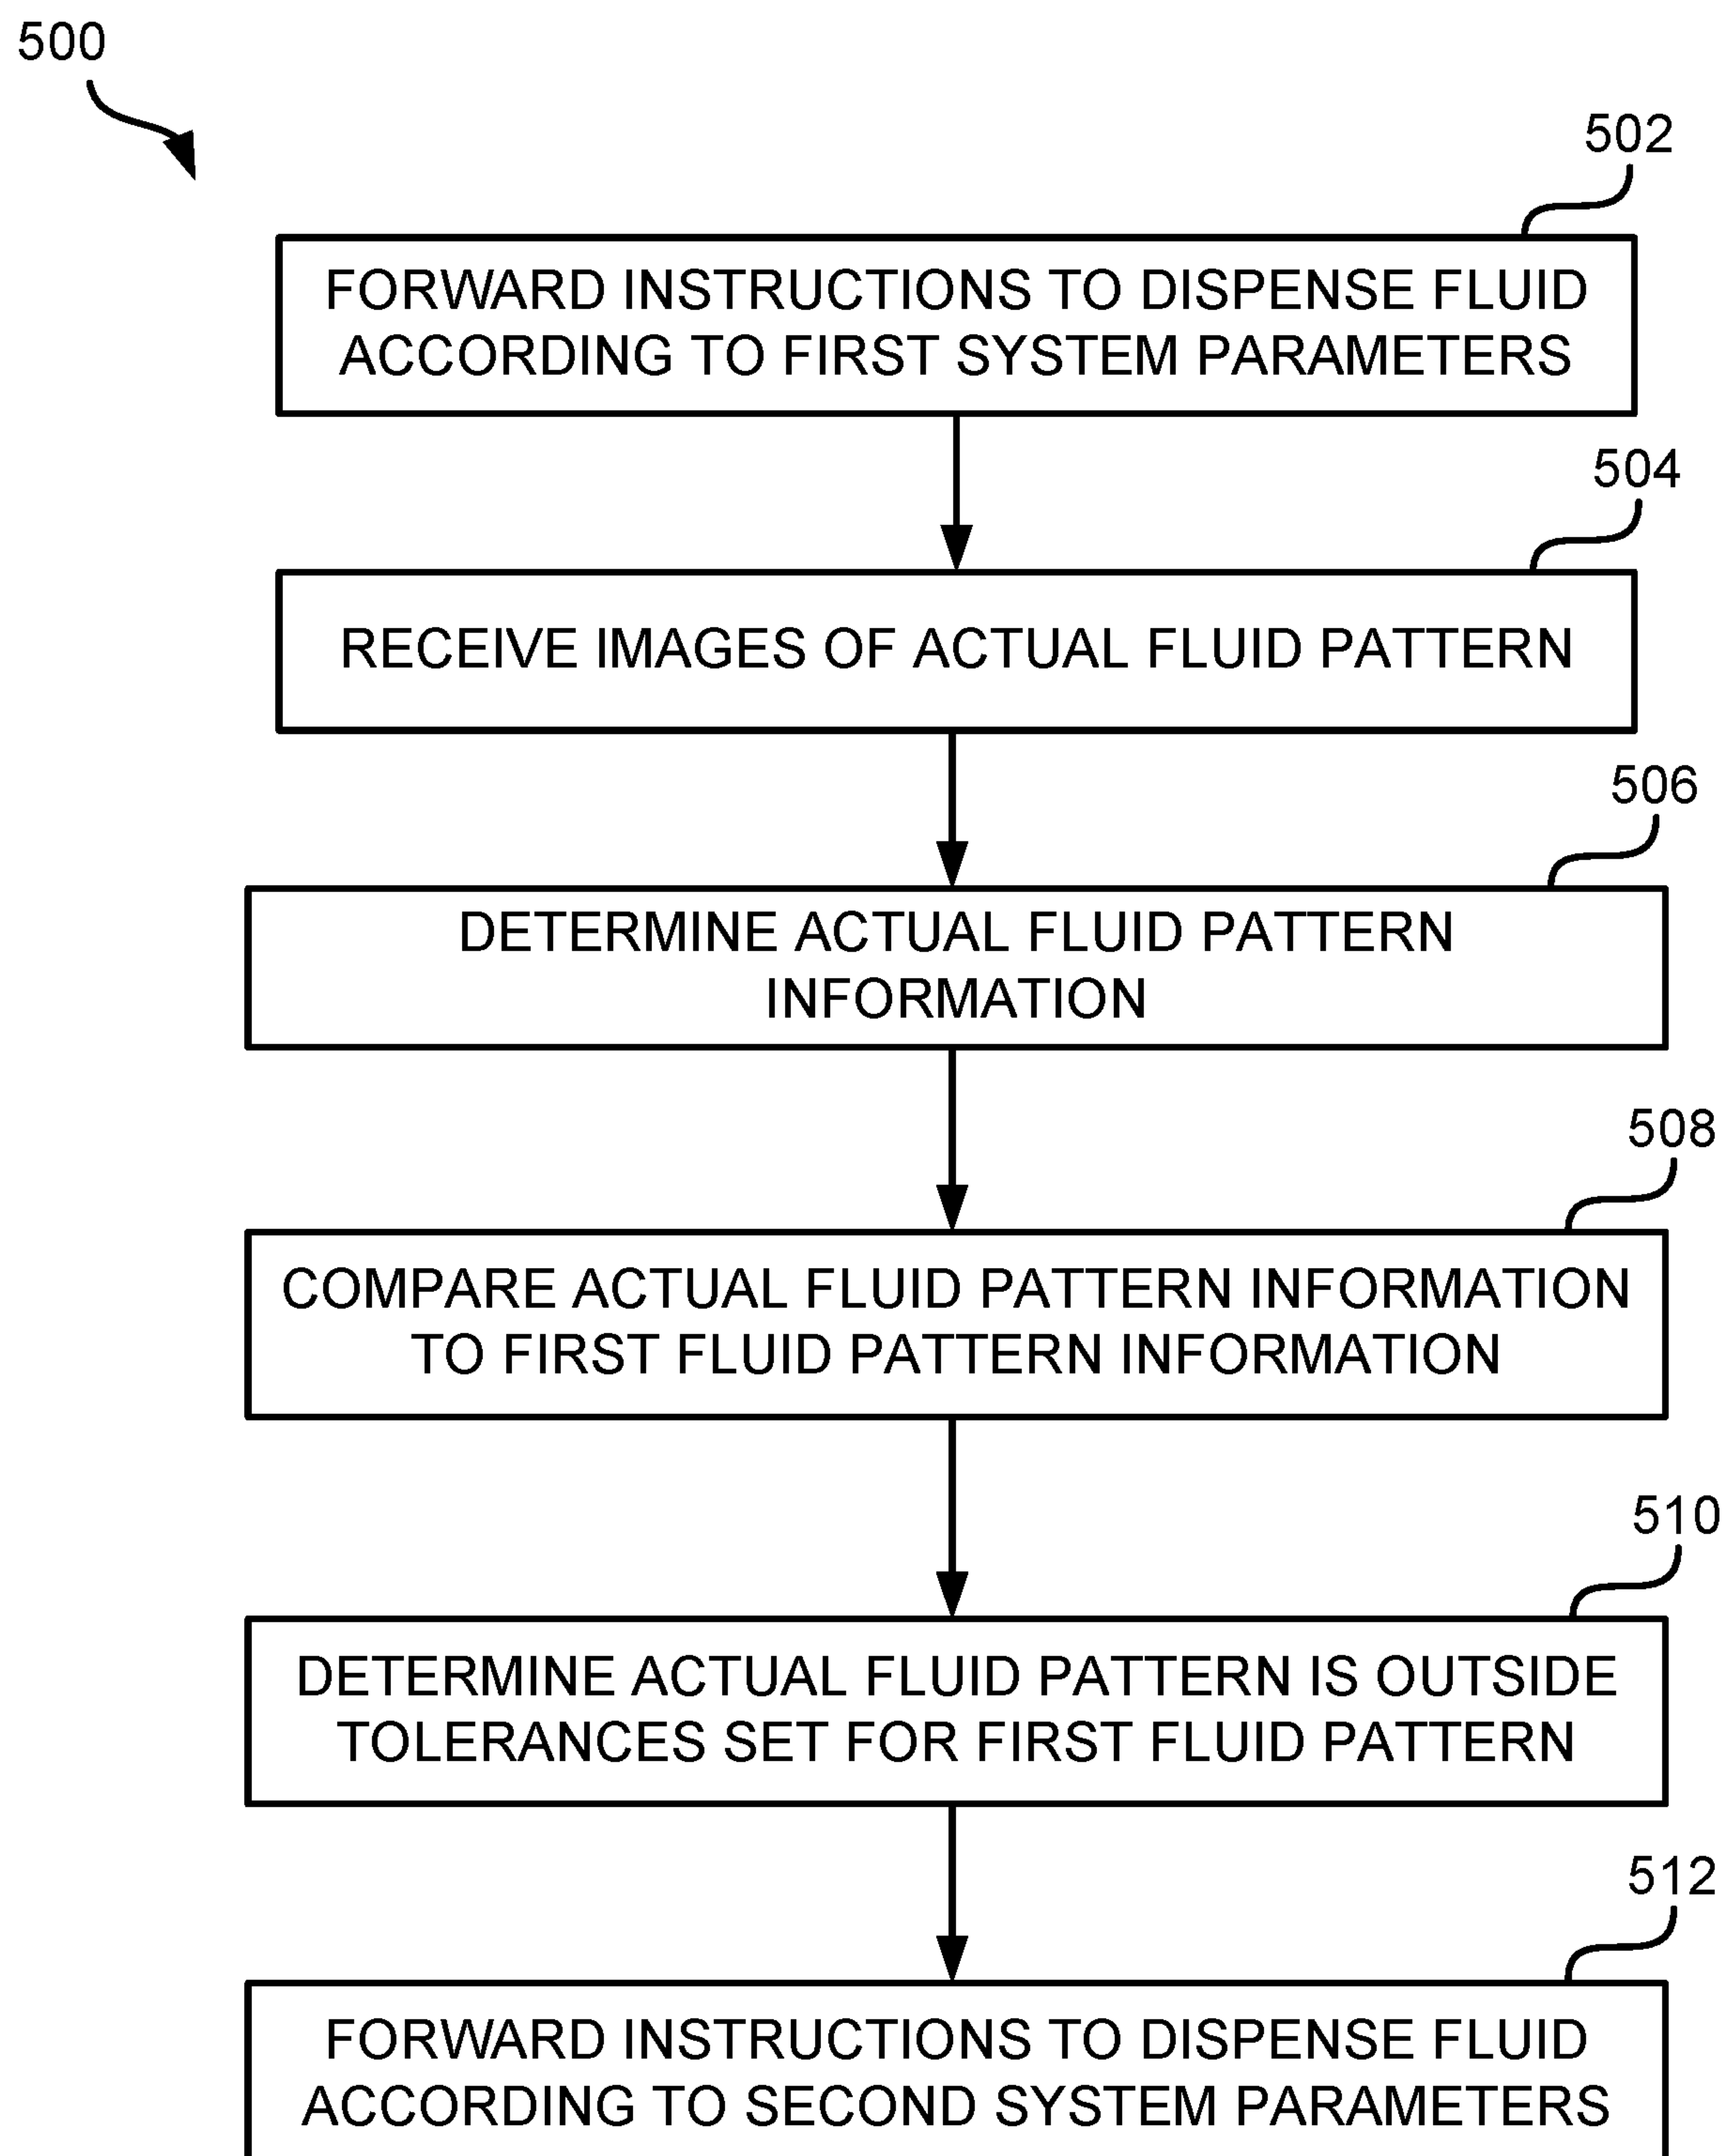 500
502
FORWARD INSTRUCTIONS TO DISPENSE FLUID
ACCORDING TO FIRST SYSTEM PARAMETERS
504
RECEIVE IMAGES OF ACTUAL FLUID PATTERN
506
DETERMINE ACTUAL FLUID PATTERN
INFORMATION
508
COMPARE ACTUAL FLUID PATTERN INFORMATION
TO FIRST FLUID PATTERN INFORMATION
510
DETERMINE ACTUAL FLUID PATTERN IS OUTSIDE
TOLERANCES SET FOR FIRST FLUID PATTERN
512
FORWARD INSTRUCTIONS TO DISPENSE FLUID
ACCORDING TO SECOND SYSTEM PARAMETERS